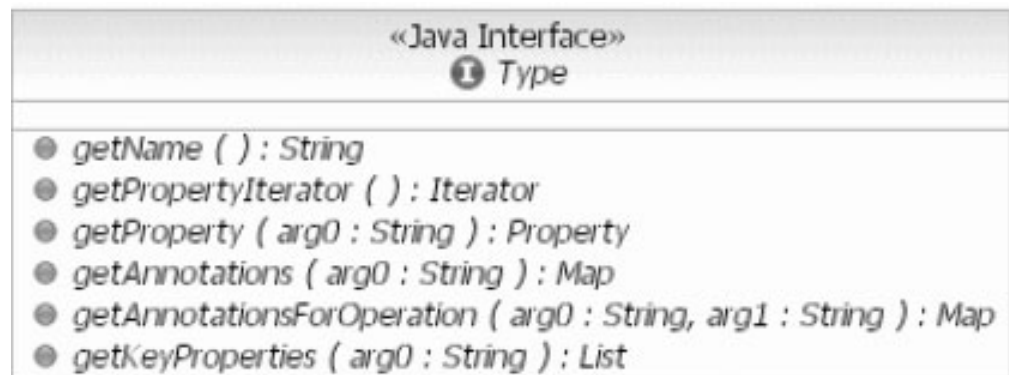 «Java Interface»
I Type
getName ( ) : String
getPropertyIterator ( ) : Iterator
getProperty ( arg0 : String ) : Property
getAnnotations ( arg0 : String ) : Map
getAnnotationsForOperation ( arg0 : String, arg1 : String ) : Map
getKeyProperties ( arg0 : String ) : List